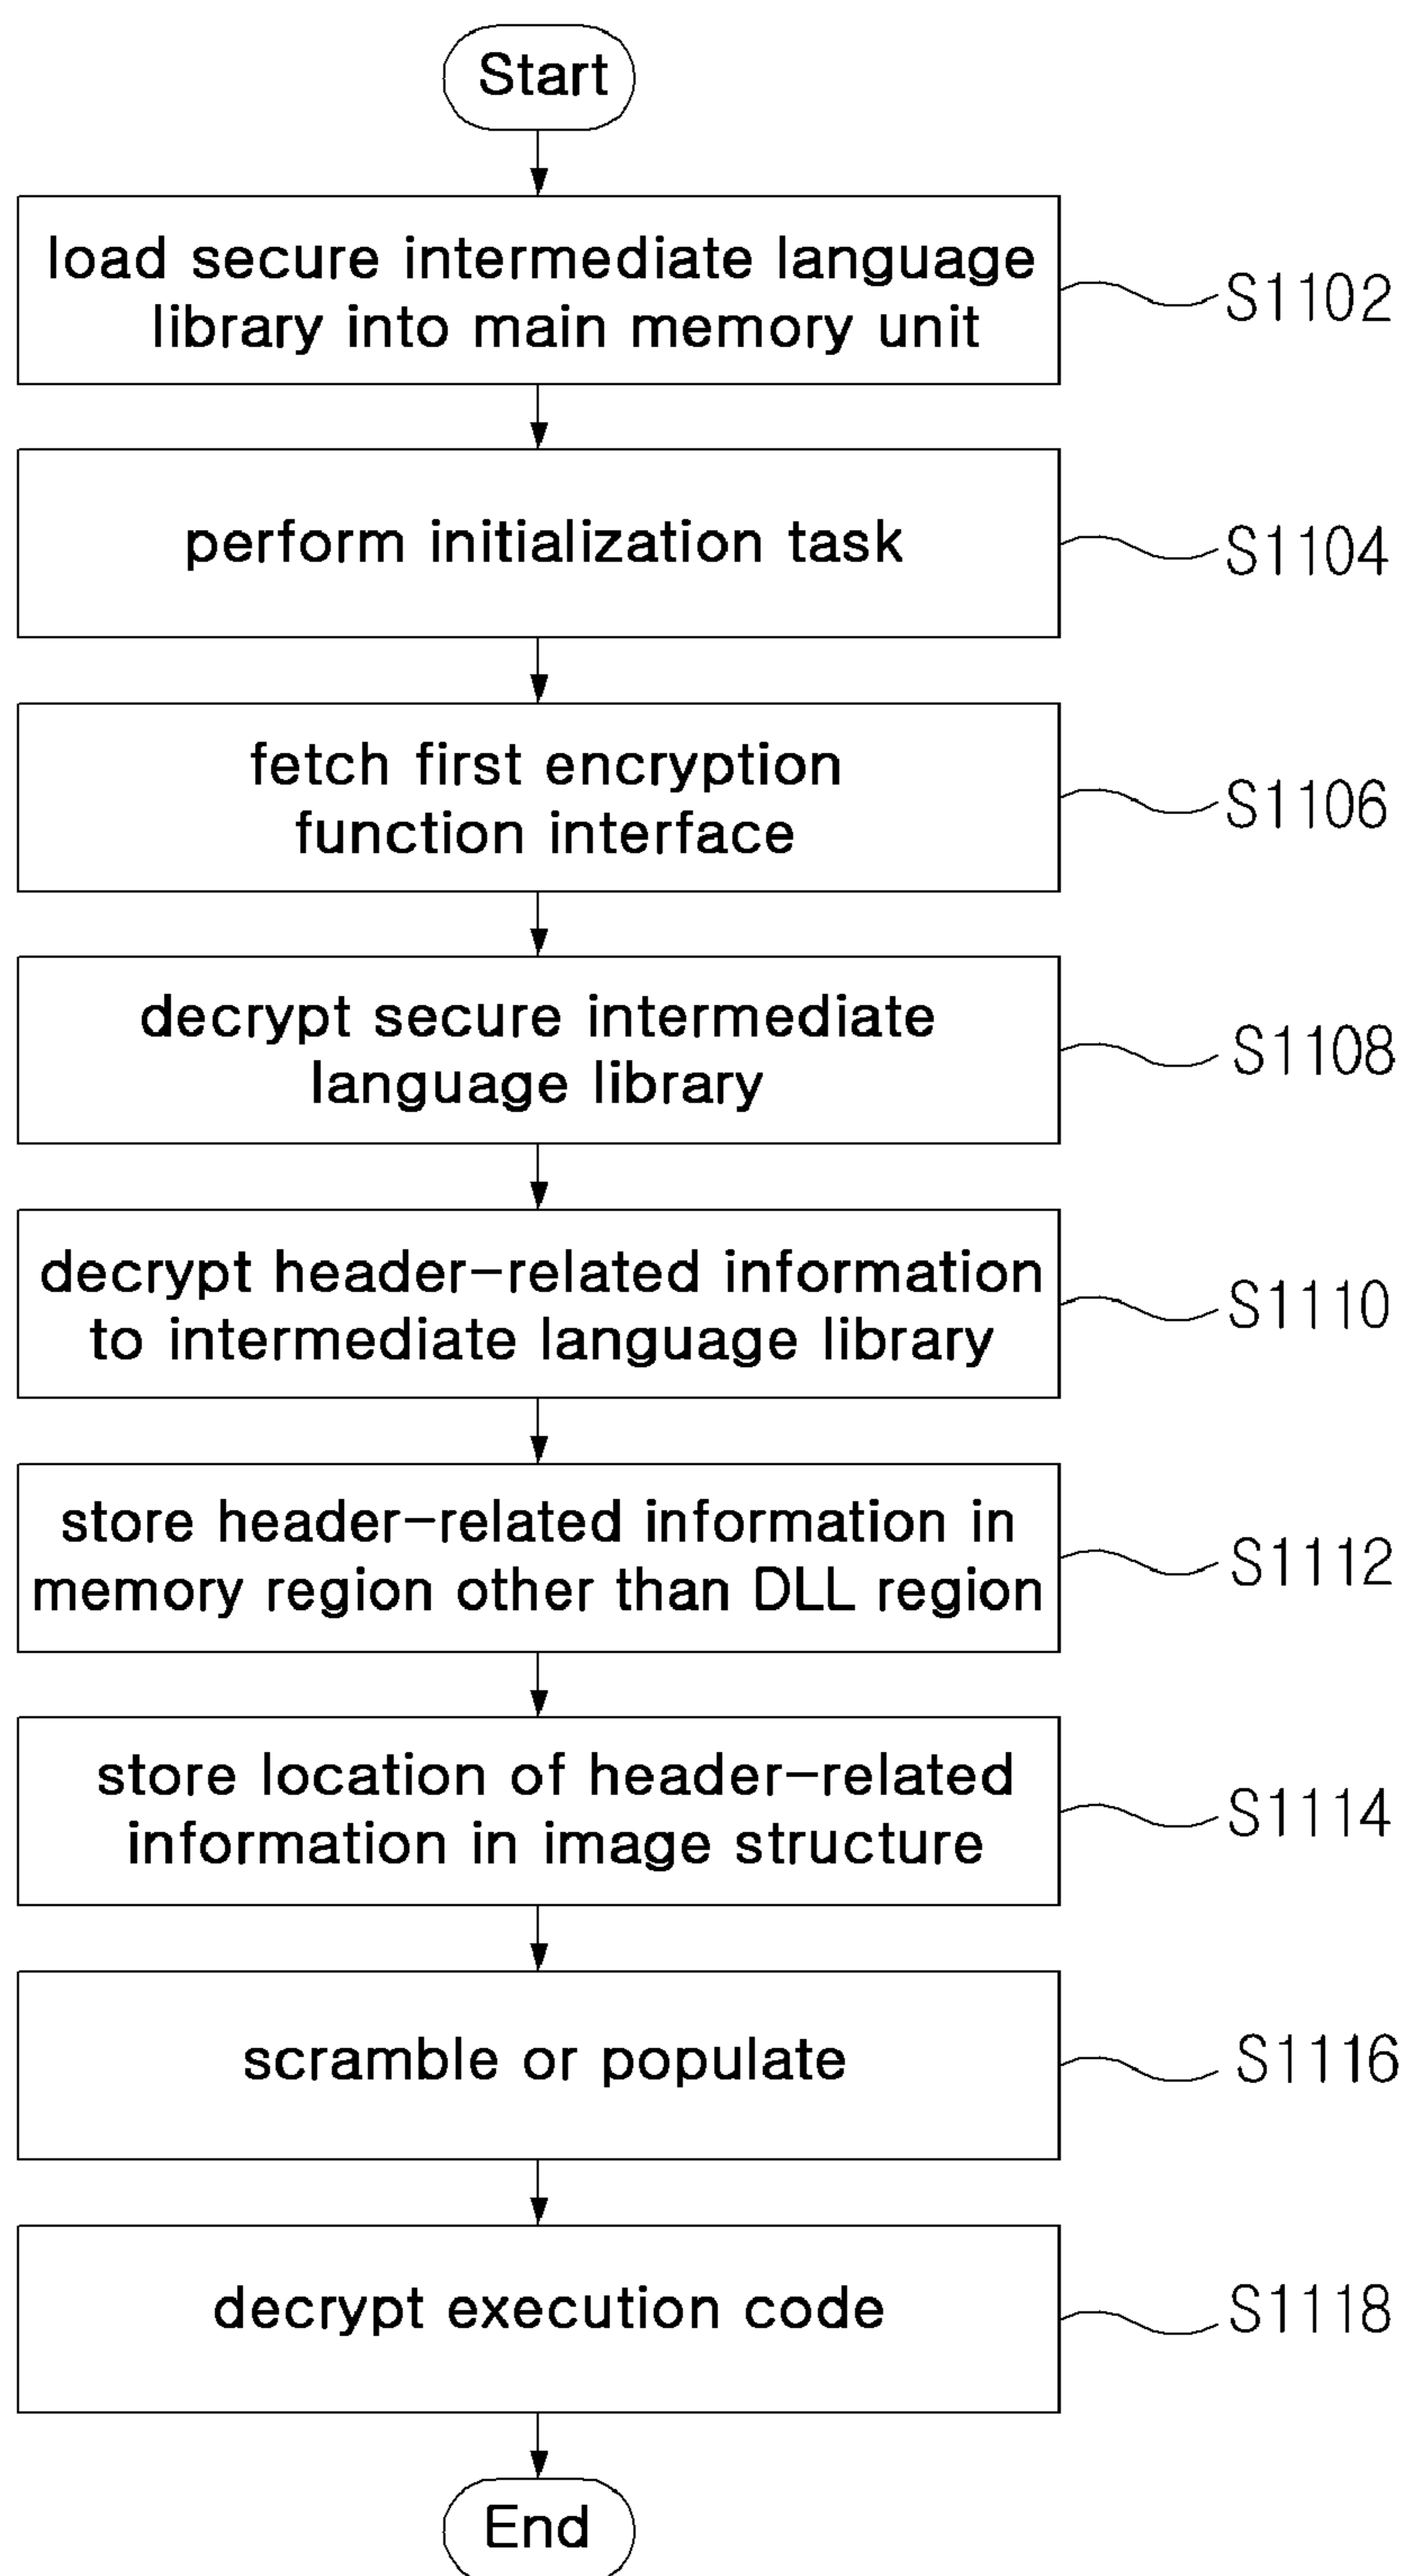 Start
load secure intermediate language
library into main memory unit
S1102
perform initialization task
S1104
fetch first encryption
function interface
S1106
decrypt secure intermediate
language library
S1108
decrypt header-related information
to intermediate language library
S1110
store header-related information in
memory region other than DLL region
S1112
store location of header-related
information in image structure
S1114
scramble or populate
S1116
decrypt execution code
S1118
End